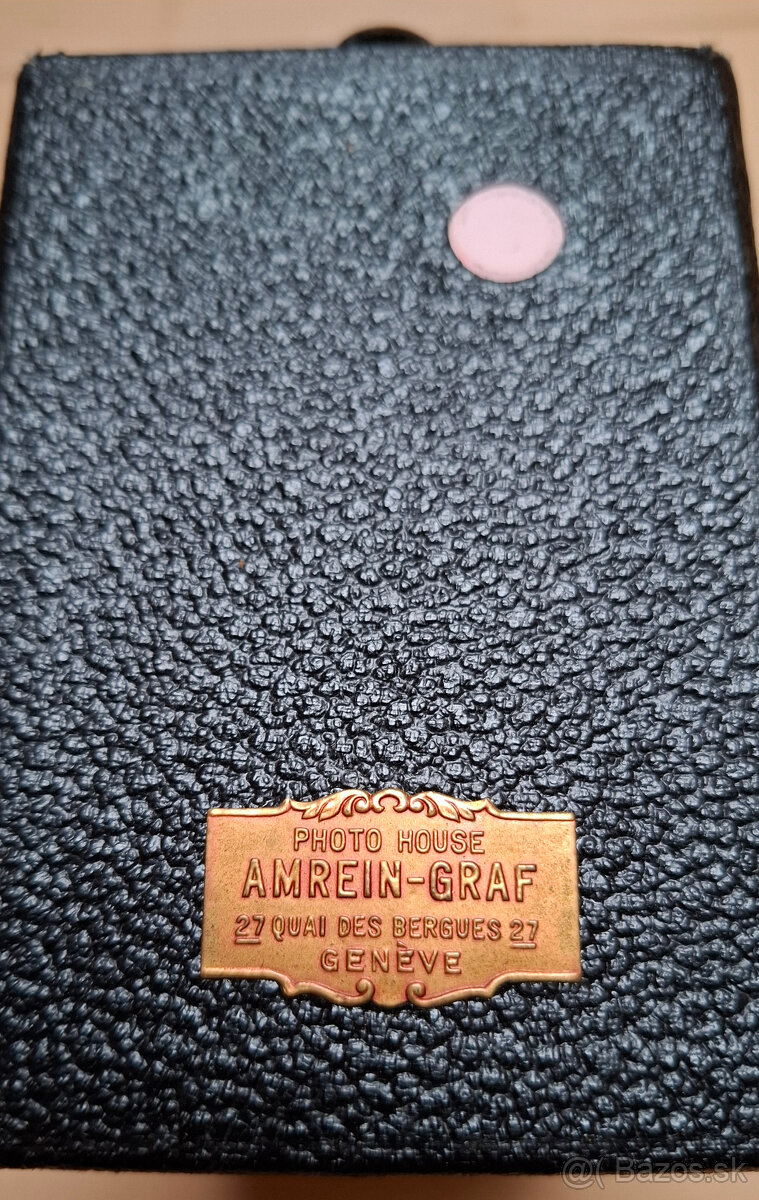 PHOTO HOUSE
AMREIN-GRAF
27 QUAI DES BERGUES 27
GENÈVE
@( Bazos.sk